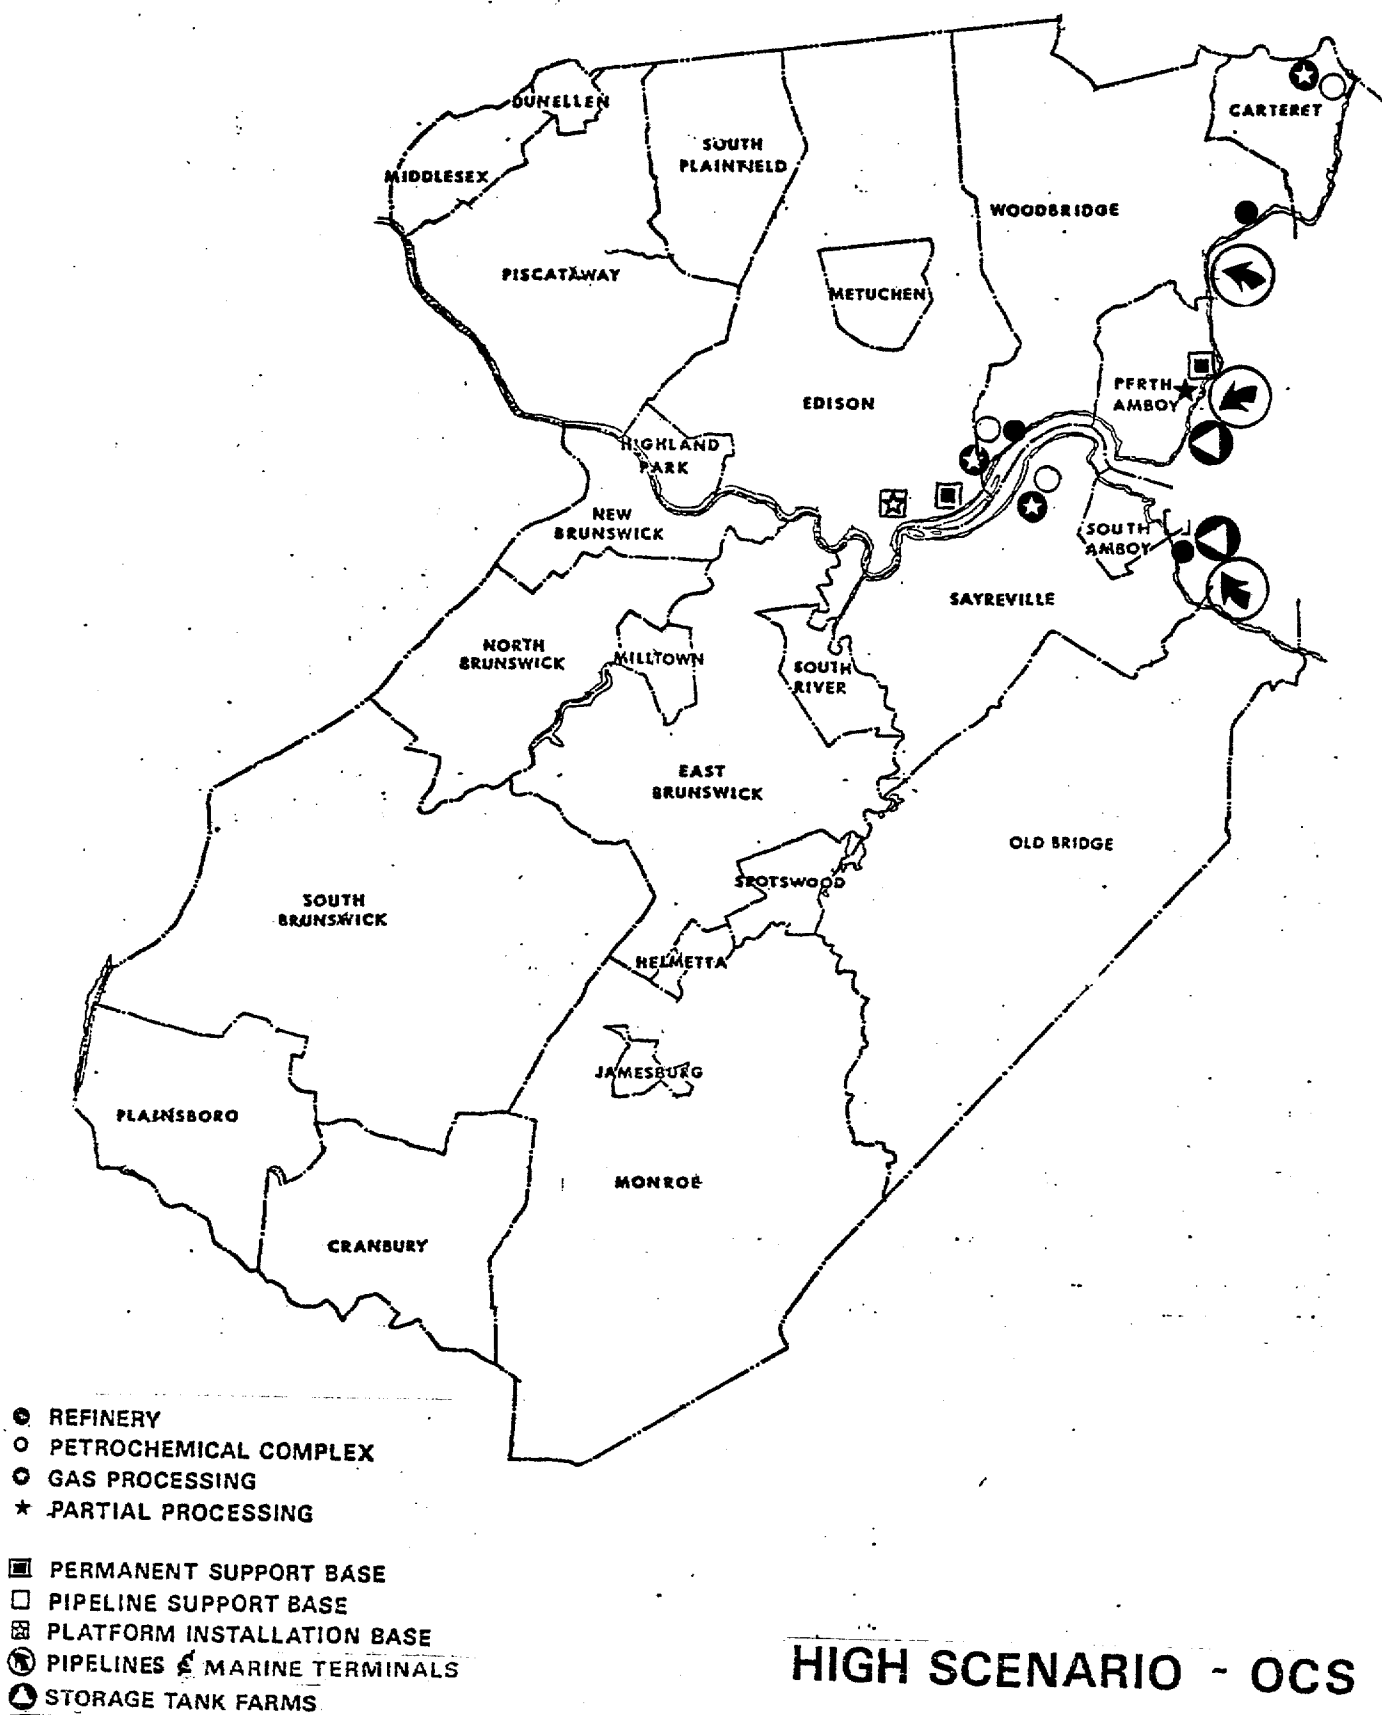 DUNELLEN
CARTERET
SOUTH
PLAINFIELD
MIDDLESEX
WOODBRIDGE
PISCATAWAY
METUCHEN
PERTH
AMBOY
EDISON
HIGHLAND
PARK
NEW
BRUNSWICK
SOUTH
AMBOY
SAYREVILLE
NORTH
BRUNSWICK
MILLTOWN
SOUTH
RIVER
EAST
BRUNSWICK
OLD BRIDGE
SPOTSWOOD
SOUTH
BRUNSWICK
HELMETTA
JAMESBURG
PLAINSBORO
MONROE
CRANBURY
REFINERY
PETROCHEMICAL COMPLEX
GAS PROCESSING
PARTIAL PROCESSING
PERMANENT SUPPORT BASE
PIPELINE SUPPORT BASE
PLATFORM INSTALLATION BASE
PIPELINES & MARINE TERMINALS
STORAGE TANK FARMS
HIGH SCENARIO - OCS